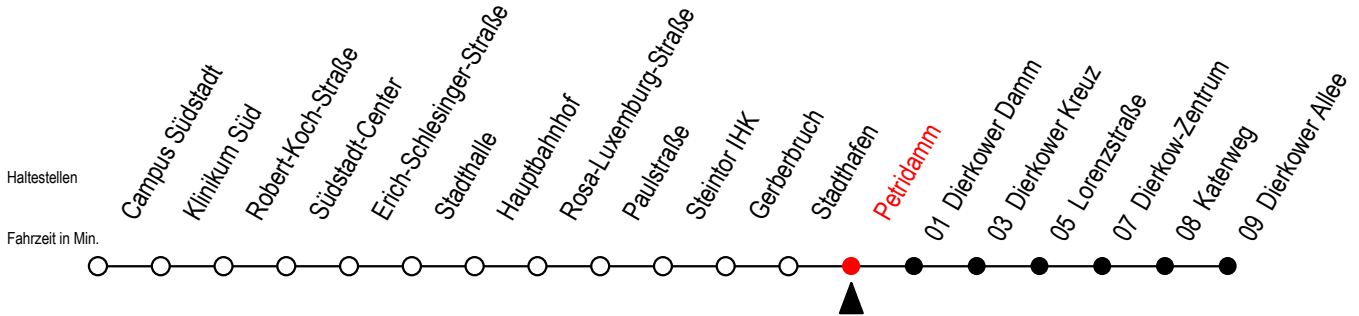 Haltestellen
Fahrzeit in Min.
Campus Südstadt
Klinikum Süd
Robert-Koch-Straße
Südstadt-Center
Erich-Schlesinger-Straße
Stadthalle
Hauptbahnhof
Rosa-Luxemburg-Straße
Paulstraße
Steintor IHK
Gerberbruch
Stadthafen
Petridamm
01 Dierkower Damm
03 Dierkower Kreuz
05 Lorenzstraße
07 Dierkow-Zentrum
08 Katerweg
09 Dierkower Allee